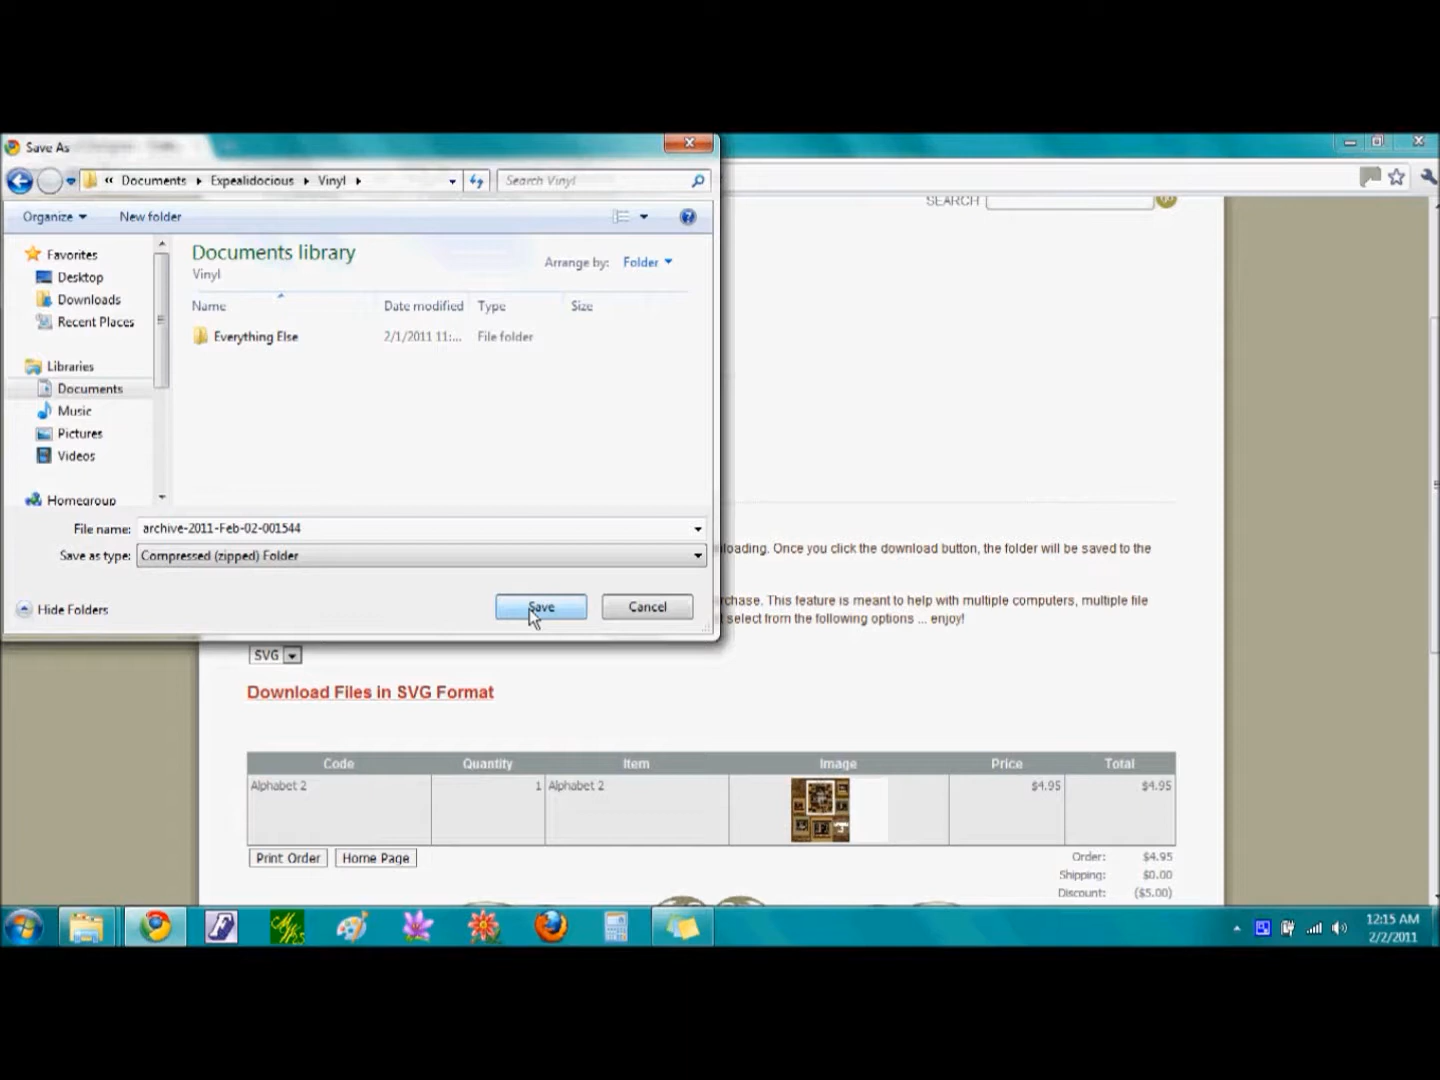 Save As
« Documents Expealidocious Vinyl
Search Vinyl
Organize New folder
SEARCH
Favorites
Desktop
Downloads
Recent Places
Libraries
Documents
Music
Pictures
Videos
Homegroup
Documents library
Vinyl
Arrange by: Folder
Name Date modified Type Size
Everything Else 2/1/2011 11:... File folder
File name: archive-2011-Feb-02-001544
Save as type: Compressed (zipped) Folder
Hide Folders Save Cancel
loading. Once you click the download button, the folder will be saved to the
rchase. This feature is meant to help with multiple computers, multiple file
select from the following options ... enjoy!
SVG
Download Files in SVG Format
Code Quantity Item Image Price Total
Alphabet 2 1 Alphabet 2 $4.95 $4.95
Print Order Home Page
Order: $4.95
Shipping: $0.00
Discount: ($5.00)
12:15 AM
2/2/2011